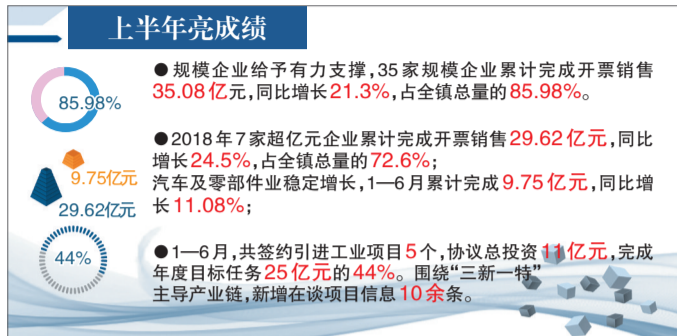 上半年亮成绩
●规模企业给予有力支撑,35家规模企业累计完成开票销售
35.08亿元,同比增长21.3%,占全镇总量的85.98%。
85.98%
●2018年7家超亿元企业累计完成开票销售29.62亿元,同比
增长24.5%,占全镇总量的72.6%;
汽车及零部件业稳定增长,1—6月累计完成9.75亿元,同比增
长11.08%;
9.75亿元
29.62亿元
●1—6月,共签约引进工业项目5个,协议总投资11亿元,完成
年度目标任务25亿元的44%。围绕“三新一特”
主导产业链,新增在谈项目信息10余条。
44%